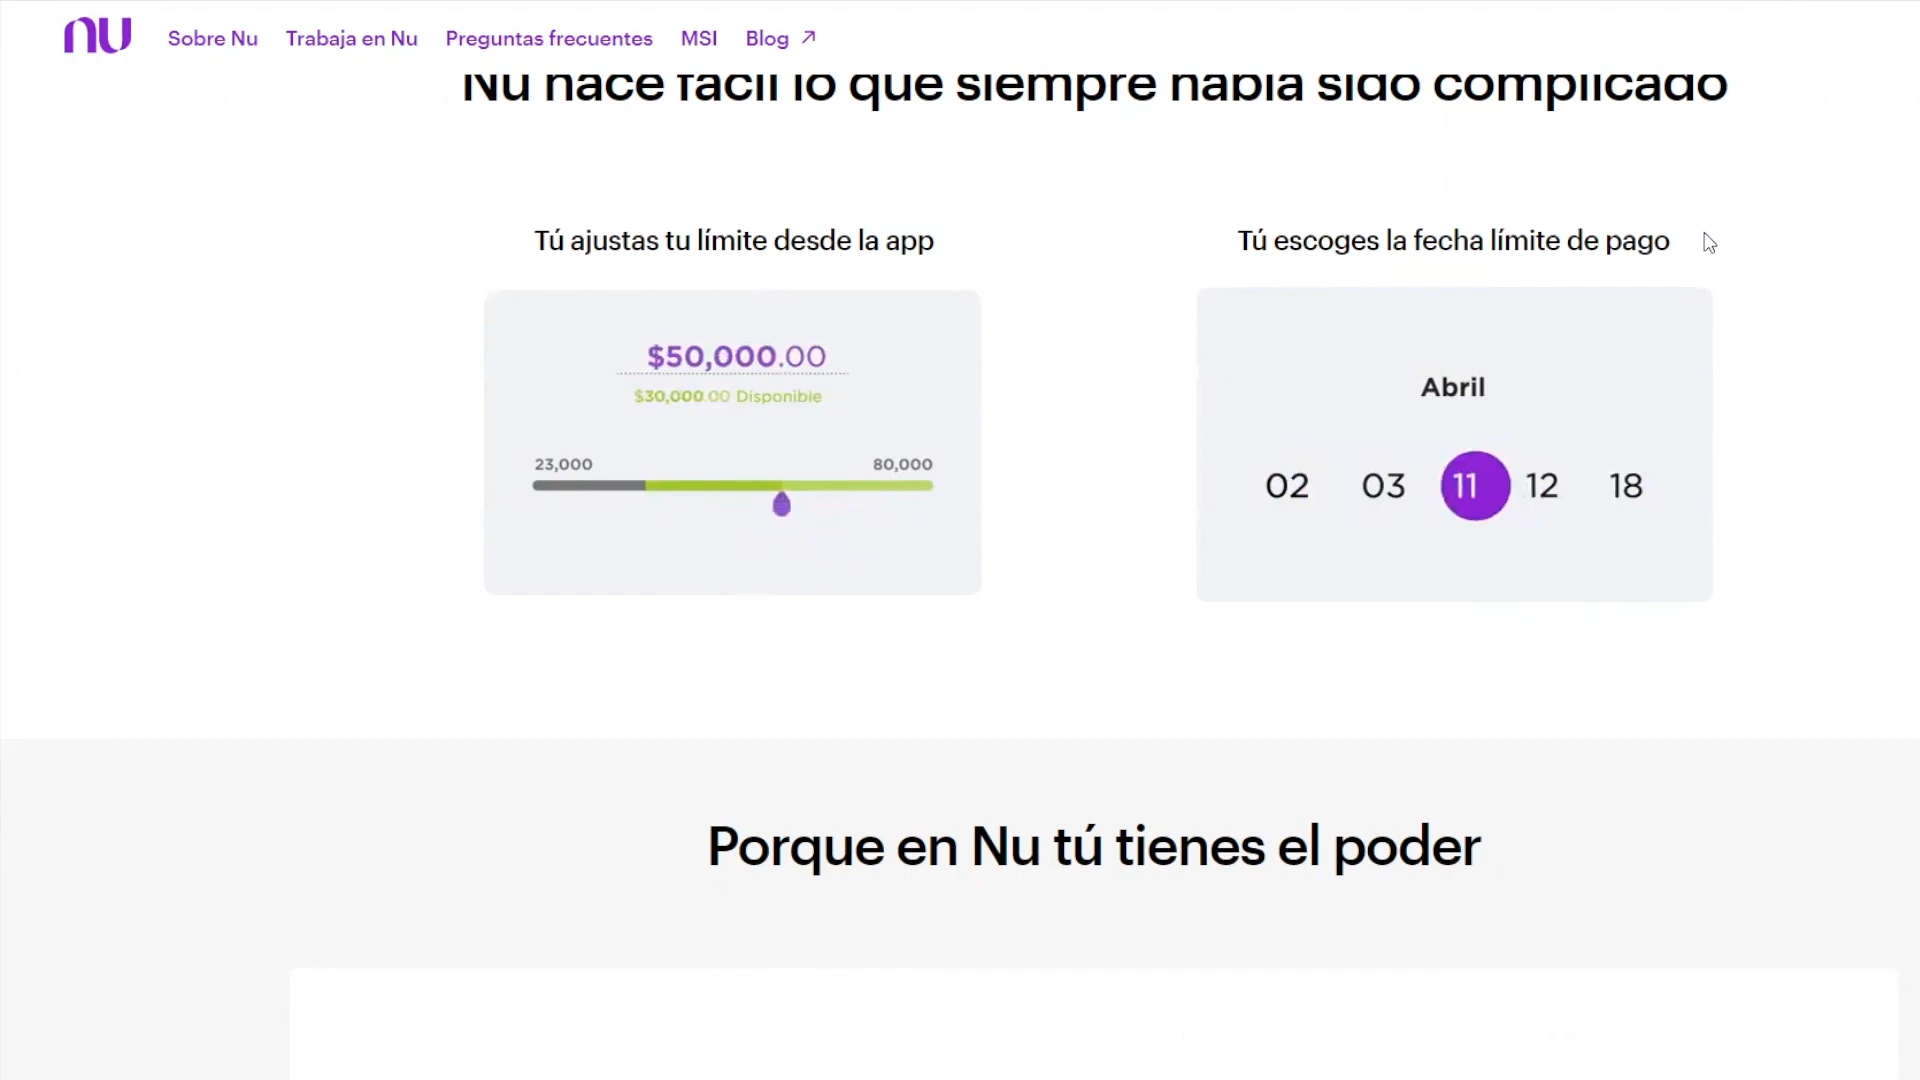 nu Sobre Nu Trabaja en Nu Preguntas frecuentes MSI Blog ↗
Nu hace fácil lo que siempre había sido complicado
Tú ajustas tu límite desde la app
$50,000.00
$30,000.00 Disponible
23,000 80,000
Tú escoges la fecha límite de pago
Abril
02 03 11 12 18
Porque en Nu tú tienes el poder